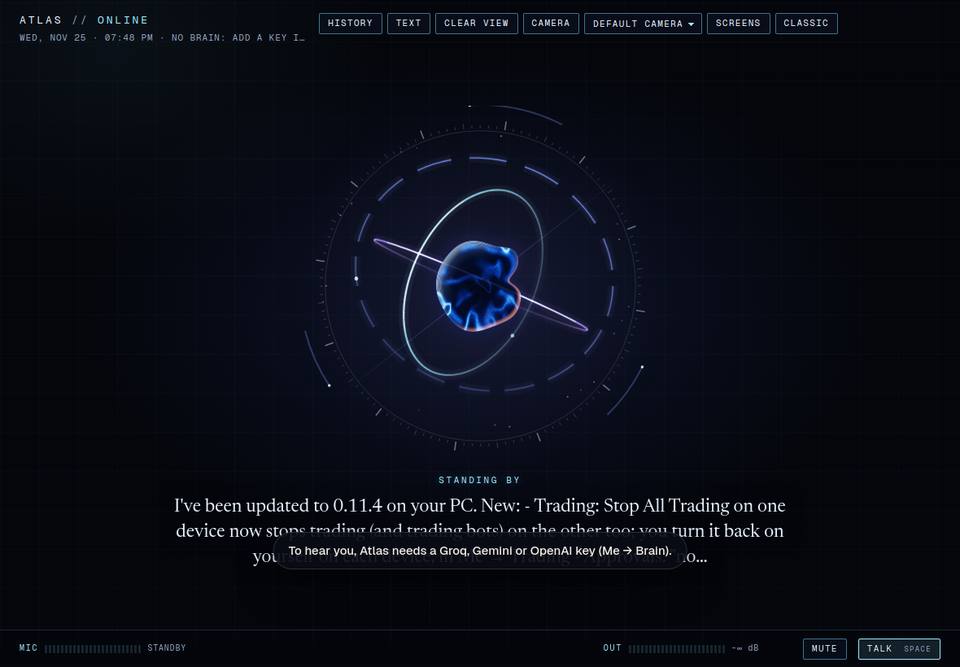 ATLAS // ONLINE
WED, NOV 25 · 07:48 PM · NO BRAIN: ADD A KEY I…
HISTORY
TEXT
CLEAR VIEW
CAMERA
DEFAULT CAMERA
SCREENS
CLASSIC
STANDING BY
I've been updated to 0.11.4 on your PC. New: - Trading: Stop All Trading on one
device now stops trading (and trading bots) on the other too; you turn it back on
To hear you, Atlas needs a Groq, Gemini or OpenAI key (Me → Brain).
MIC
STANDBY
OUT
-∞ dB
MUTE
TALK SPACE